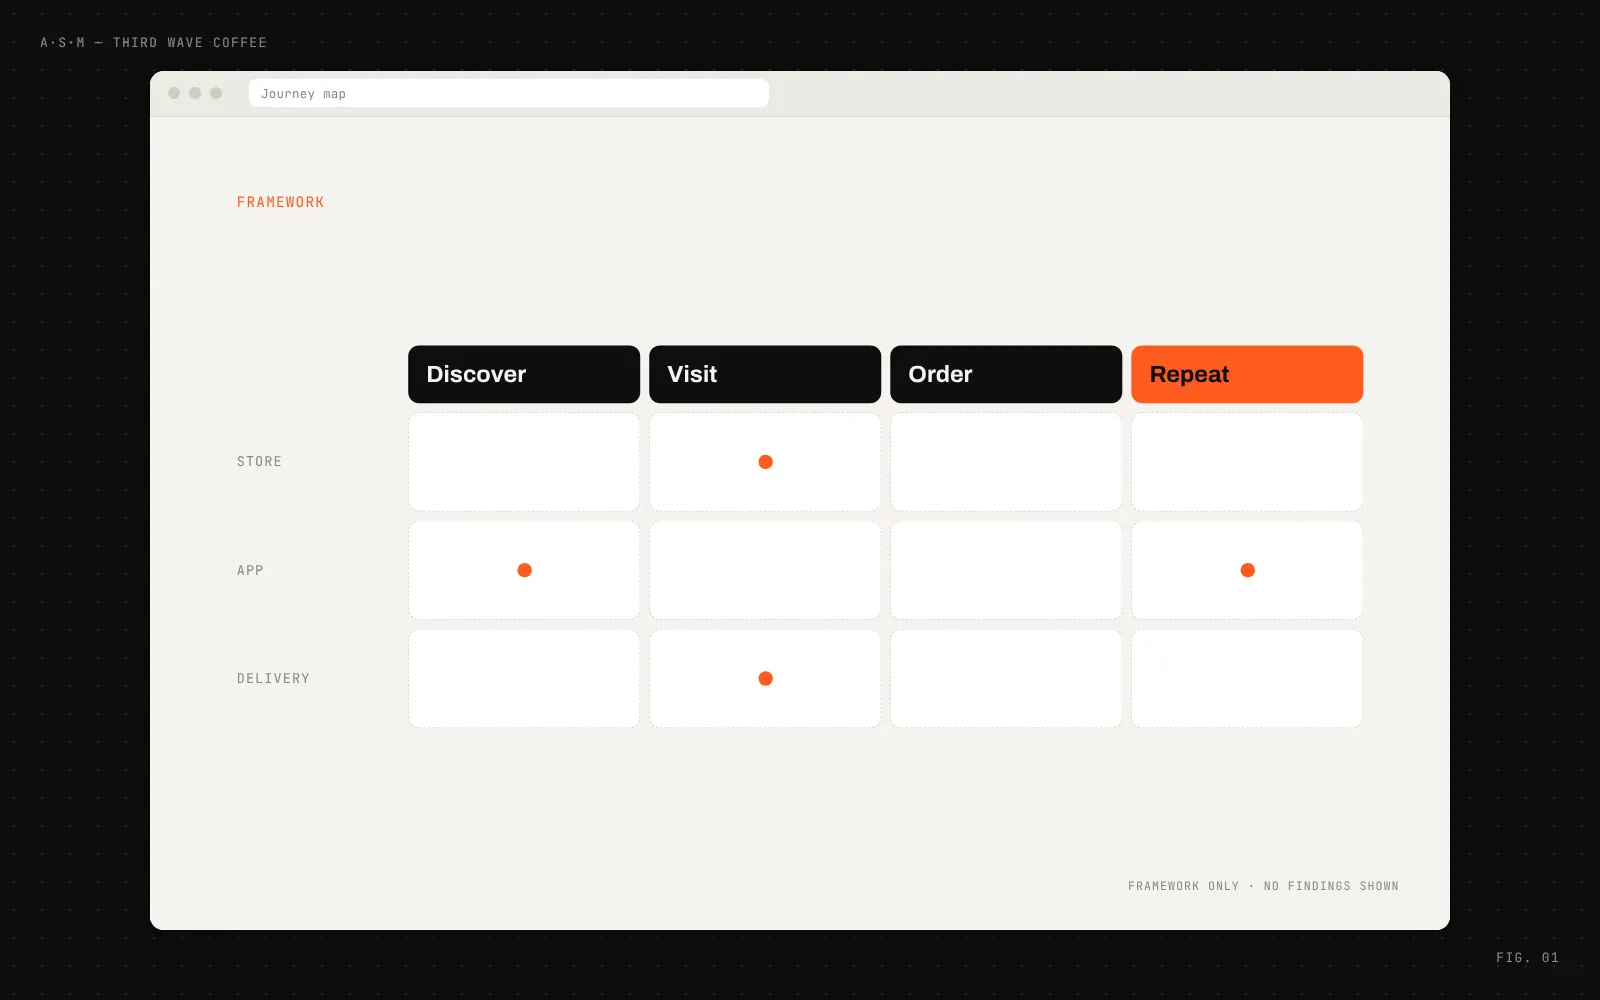 A·S·M — THIRD WAVE COFFEE
Journey map
FRAMEWORK
Discover Visit Order Repeat
STORE
APP
DELIVERY
FRAMEWORK ONLY · NO FINDINGS SHOWN
FIG. 01